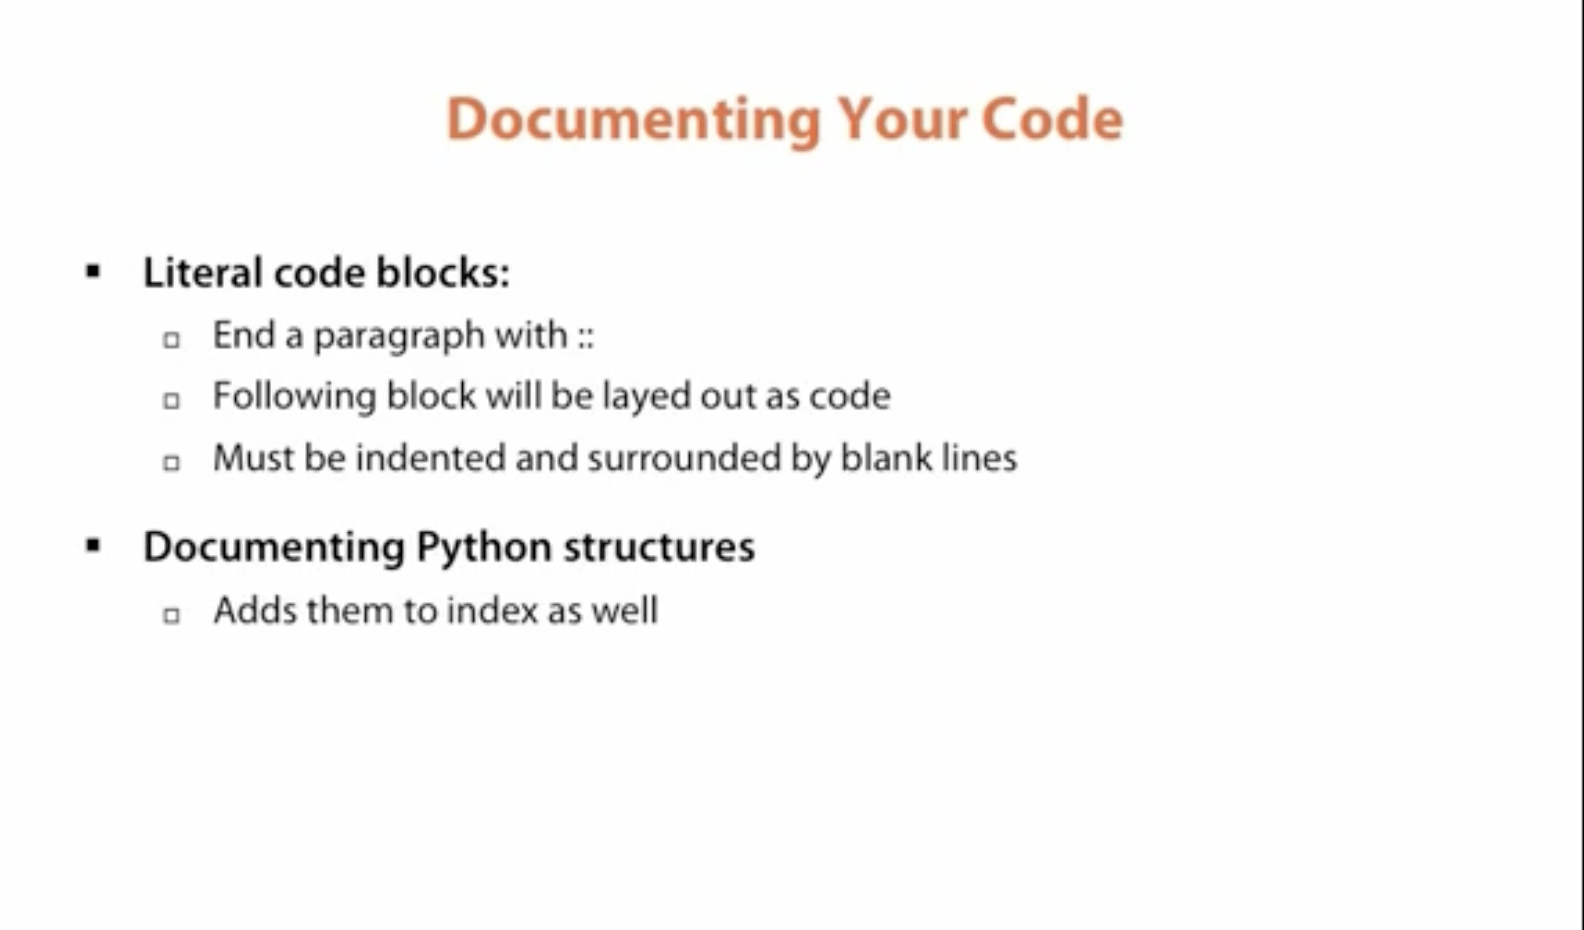 Documenting Your Code
▪ Literal code blocks:
▫ End a paragraph with ::
▫ Following block will be layed out as code
▫ Must be indented and surrounded by blank lines
▪ Documenting Python structures
▫ Adds them to index as well